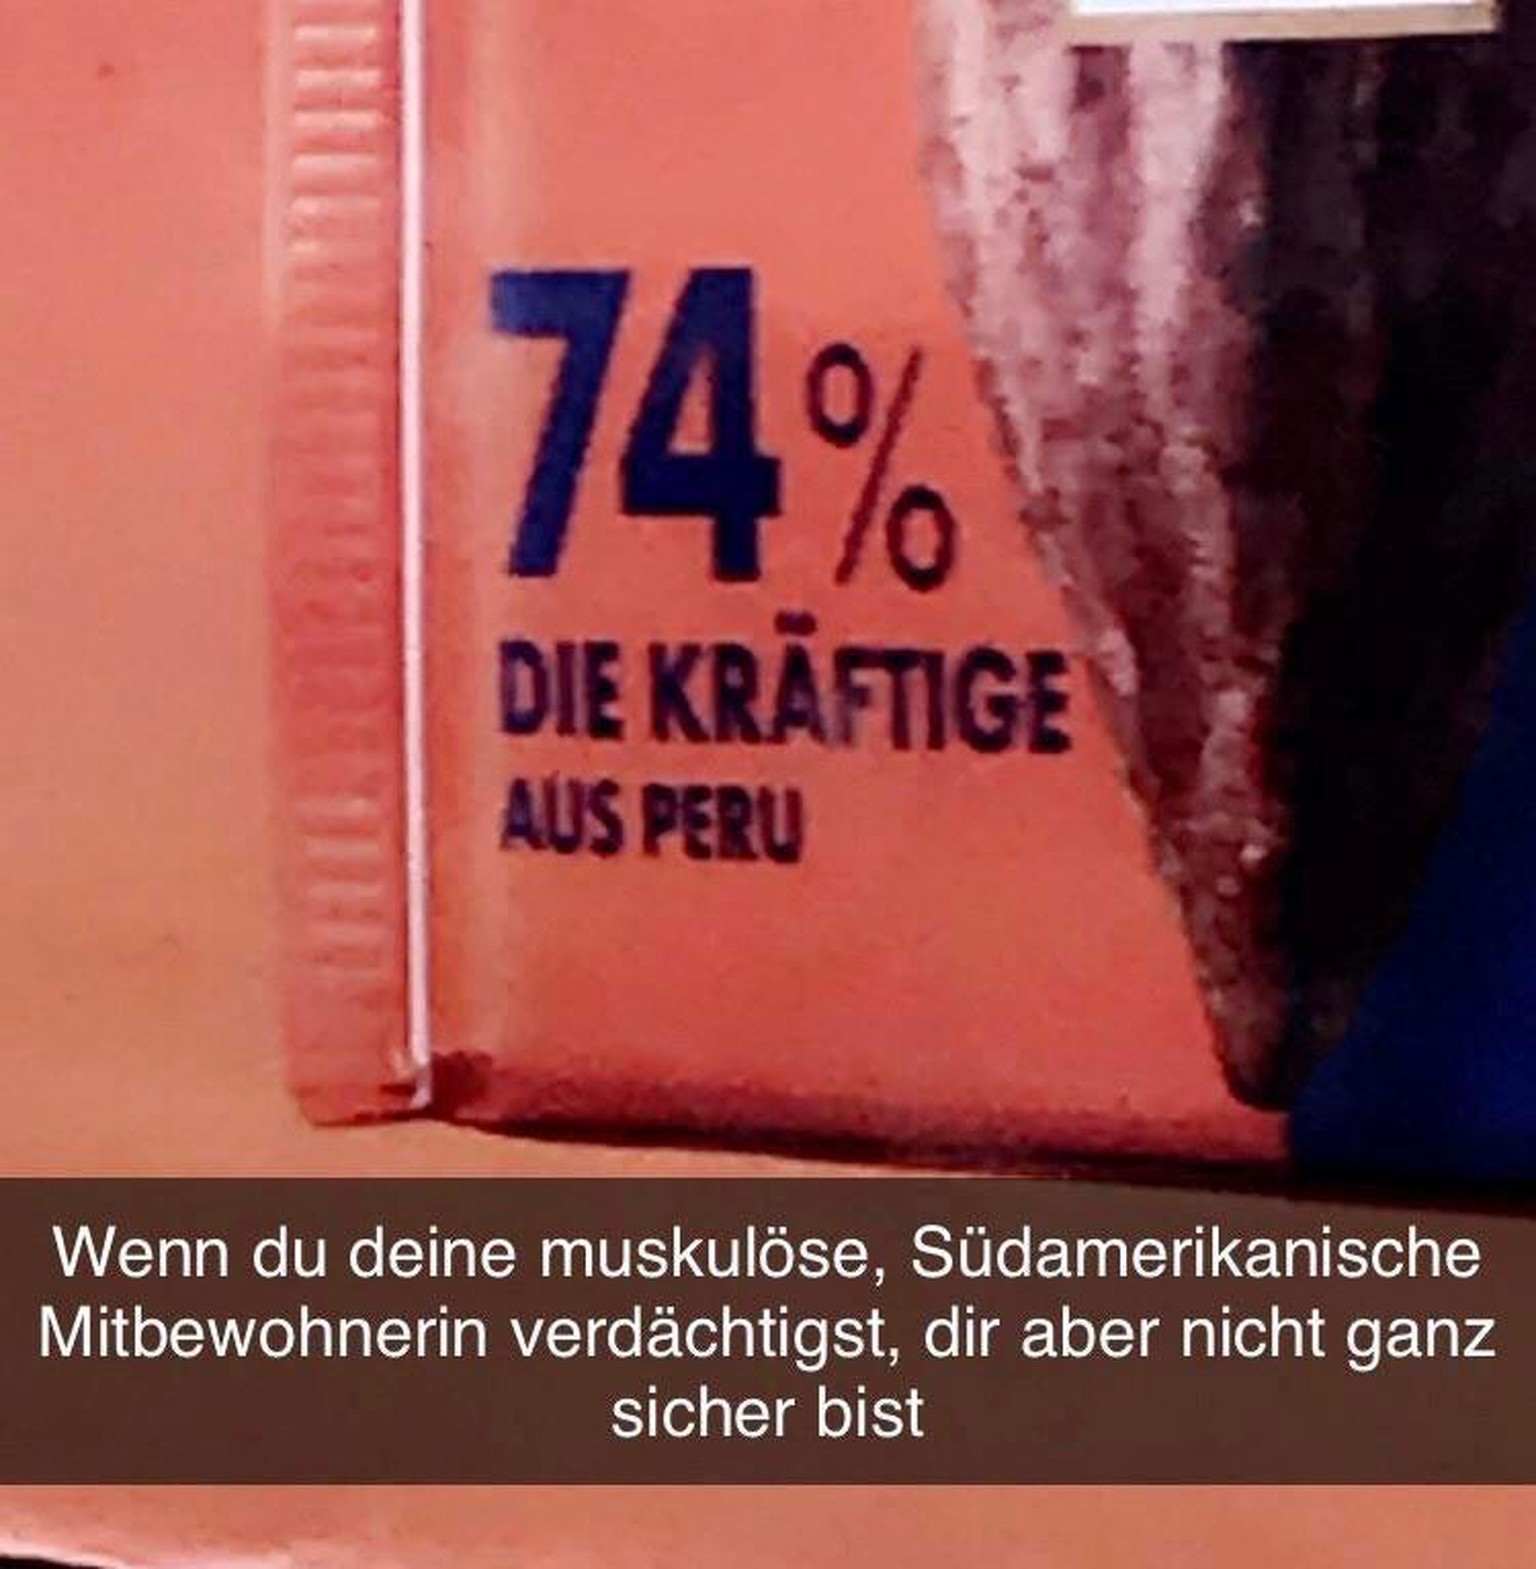 74%
DIE KRÄFTIGE
AUS PERU
Wenn du deine muskulöse, Südamerikanische
Mitbewohnerin verdächtigst, dir aber nicht ganz
sicher bist